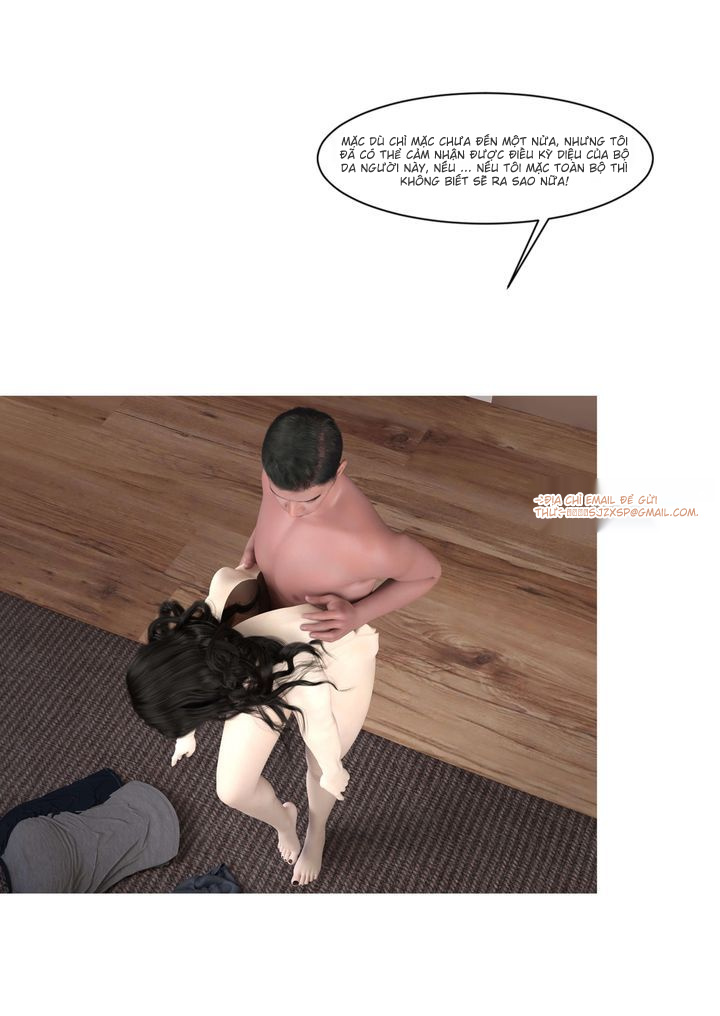 MẶC DÙ CHỈ MẶC CHƯA ĐẾN MỘT NỬA, NHƯNG TÔI
ĐÃ CÓ THỂ CẢM NHẬN ĐƯỢC ĐIỀU KỲ DIỆU CỦA BỘ
DA NGƯỜI NÀY, NẾU ... NẾU TÔI MẶC TOÀN BỘ THÌ
KHÔNG BIẾT SẼ RA SAO NỮA!
ĐỊA CHỈ EMAIL ĐỂ GỬI
THƯ: SJZXSP@GMAIL.COM.